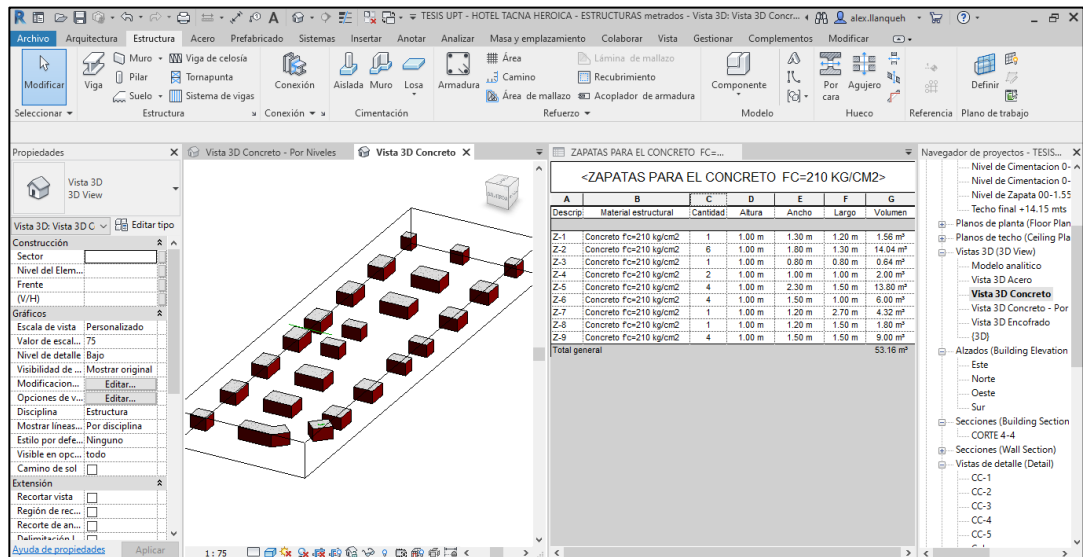 TESIS UPT - HOTEL TACNA HEROICA - ESTRUCTURAS metrados - Vista 3D: Vista 3D Concr... alex.llanqueh
Archivo Arquitectura Estructura Acero Prefabricado Sistemas Insertar Anotar Analizar Masa y emplazamiento Colaborar Vista Gestionar Complementos Modificar
Modificar
Viga
Muro
Pilar
Suelo
Viga de celosía
Tornapunta
Sistema de vigas
Conexión
Aislada Muro Losa
Armadura
Área
Camino
Área de mallazo
Lámina de mallazo
Recubrimiento
Acoplador de armadura
Componente
Por cara
Agujero
Definir
Seleccionar Estructura Conexión Cimentación Refuerzo Modelo Hueco Referencia Plano de trabajo
Propiedades
Vista 3D
3D View
Vista 3D: Vista 3D C Editar tipo
Construcción
Sector
Nivel del Elem...
Frente
(V/H)
Gráficos
Escala de vista Personalizado
Valor de escal... 75
Nivel de detalle Bajo
Visibilidad de ... Mostrar original
Modificacion... Editar...
Opciones de v... Editar...
Disciplina Estructura
Mostrar líneas... Por disciplina
Estilo por defe... Ninguno
Visible en opc... todo
Camino de sol
Extensión
Recortar vista
Región de rec...
Recorte de an...
Ayuda de propiedades Aplicar
Vista 3D Concreto - Por Niveles Vista 3D Concreto
1 : 75
ZAPATAS PARA EL CONCRETO FC=...
<ZAPATAS PARA EL CONCRETO FC=210 KG/CM2>
A B C D E F G
Descrip Material estructural Cantidad Altura Ancho Largo Volumen
Z-1 Concreto f'c=210 kg/cm2 1 1.00 m 1.30 m 1.20 m 1.56 m³
Z-2 Concreto f'c=210 kg/cm2 6 1.00 m 1.80 m 1.30 m 14.04 m³
Z-3 Concreto f'c=210 kg/cm2 1 1.00 m 0.80 m 0.80 m 0.64 m³
Z-4 Concreto f'c=210 kg/cm2 2 1.00 m 1.00 m 1.00 m 2.00 m³
Z-5 Concreto f'c=210 kg/cm2 4 1.00 m 2.30 m 1.50 m 13.80 m³
Z-6 Concreto f'c=210 kg/cm2 4 1.00 m 1.50 m 1.00 m 6.00 m³
Z-7 Concreto f'c=210 kg/cm2 1 1.00 m 1.20 m 2.70 m 4.32 m³
Z-8 Concreto f'c=210 kg/cm2 1 1.00 m 1.20 m 1.50 m 1.80 m³
Z-9 Concreto f'c=210 kg/cm2 4 1.00 m 1.50 m 1.50 m 9.00 m³
Total general 53.16 m³
Navegador de proyectos - TESIS...
Nivel de Cimentacion 0-
Nivel de Cimentacion 0-
Nivel de Zapata 00-1.55
Techo final +14.15 mts
Planos de planta (Floor Plan
Planos de techo (Ceiling Pla
Vistas 3D (3D View)
Modelo analitico
Vista 3D Acero
Vista 3D Concreto
Vista 3D Concreto - Por
Vista 3D Encofrado
{3D}
Alzados (Building Elevation
Este
Norte
Oeste
Sur
Secciones (Building Section
CORTE 4-4
Secciones (Wall Section)
Vistas de detalle (Detail)
CC-1
CC-2
CC-3
CC-4
CC-5